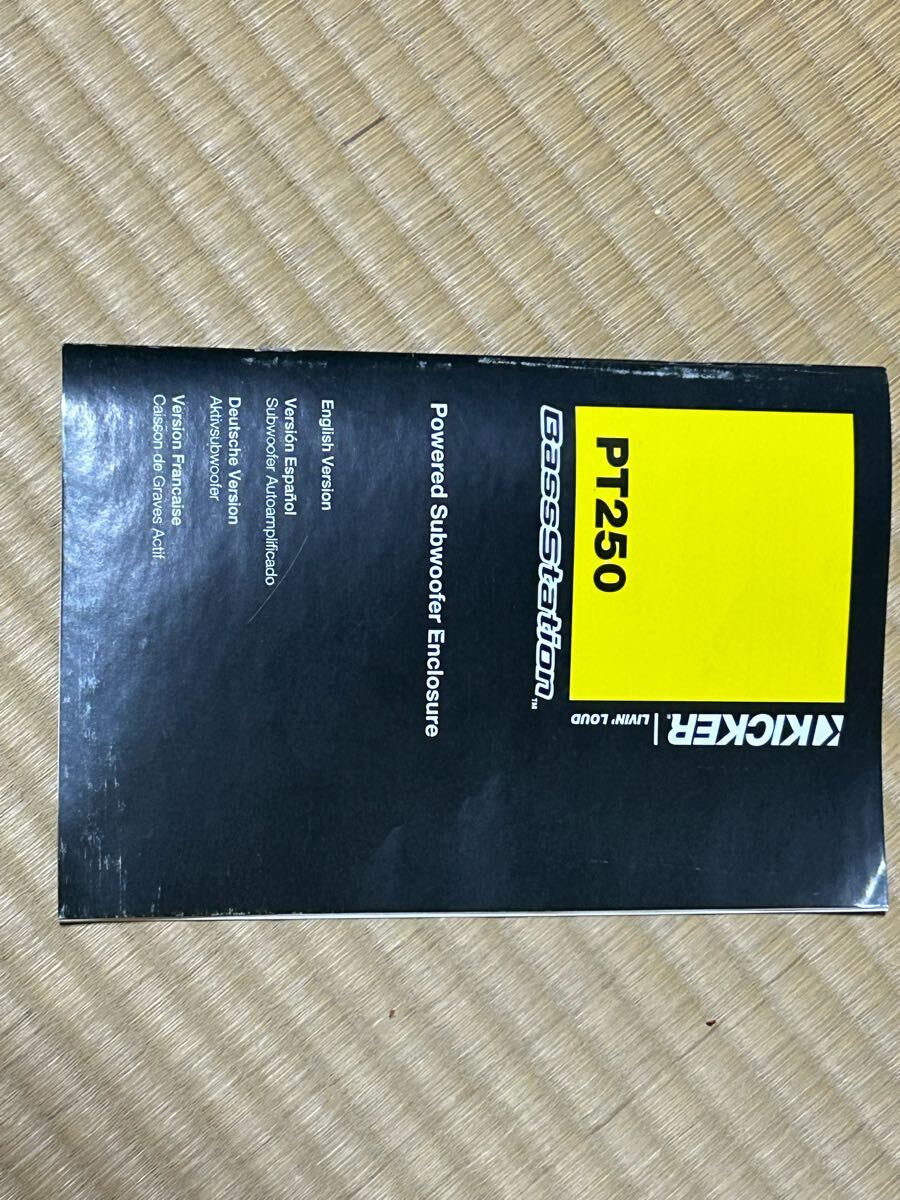 KICKER
LIVIN' LOUD
PT250
BassStation™
Powered Subwoofer Enclosure
English Version
Versión Español
Subwoofer Autoamplificado
Deutsche Version
Aktivsubwoofer
Version Francaise
Caisson de Graves Actif